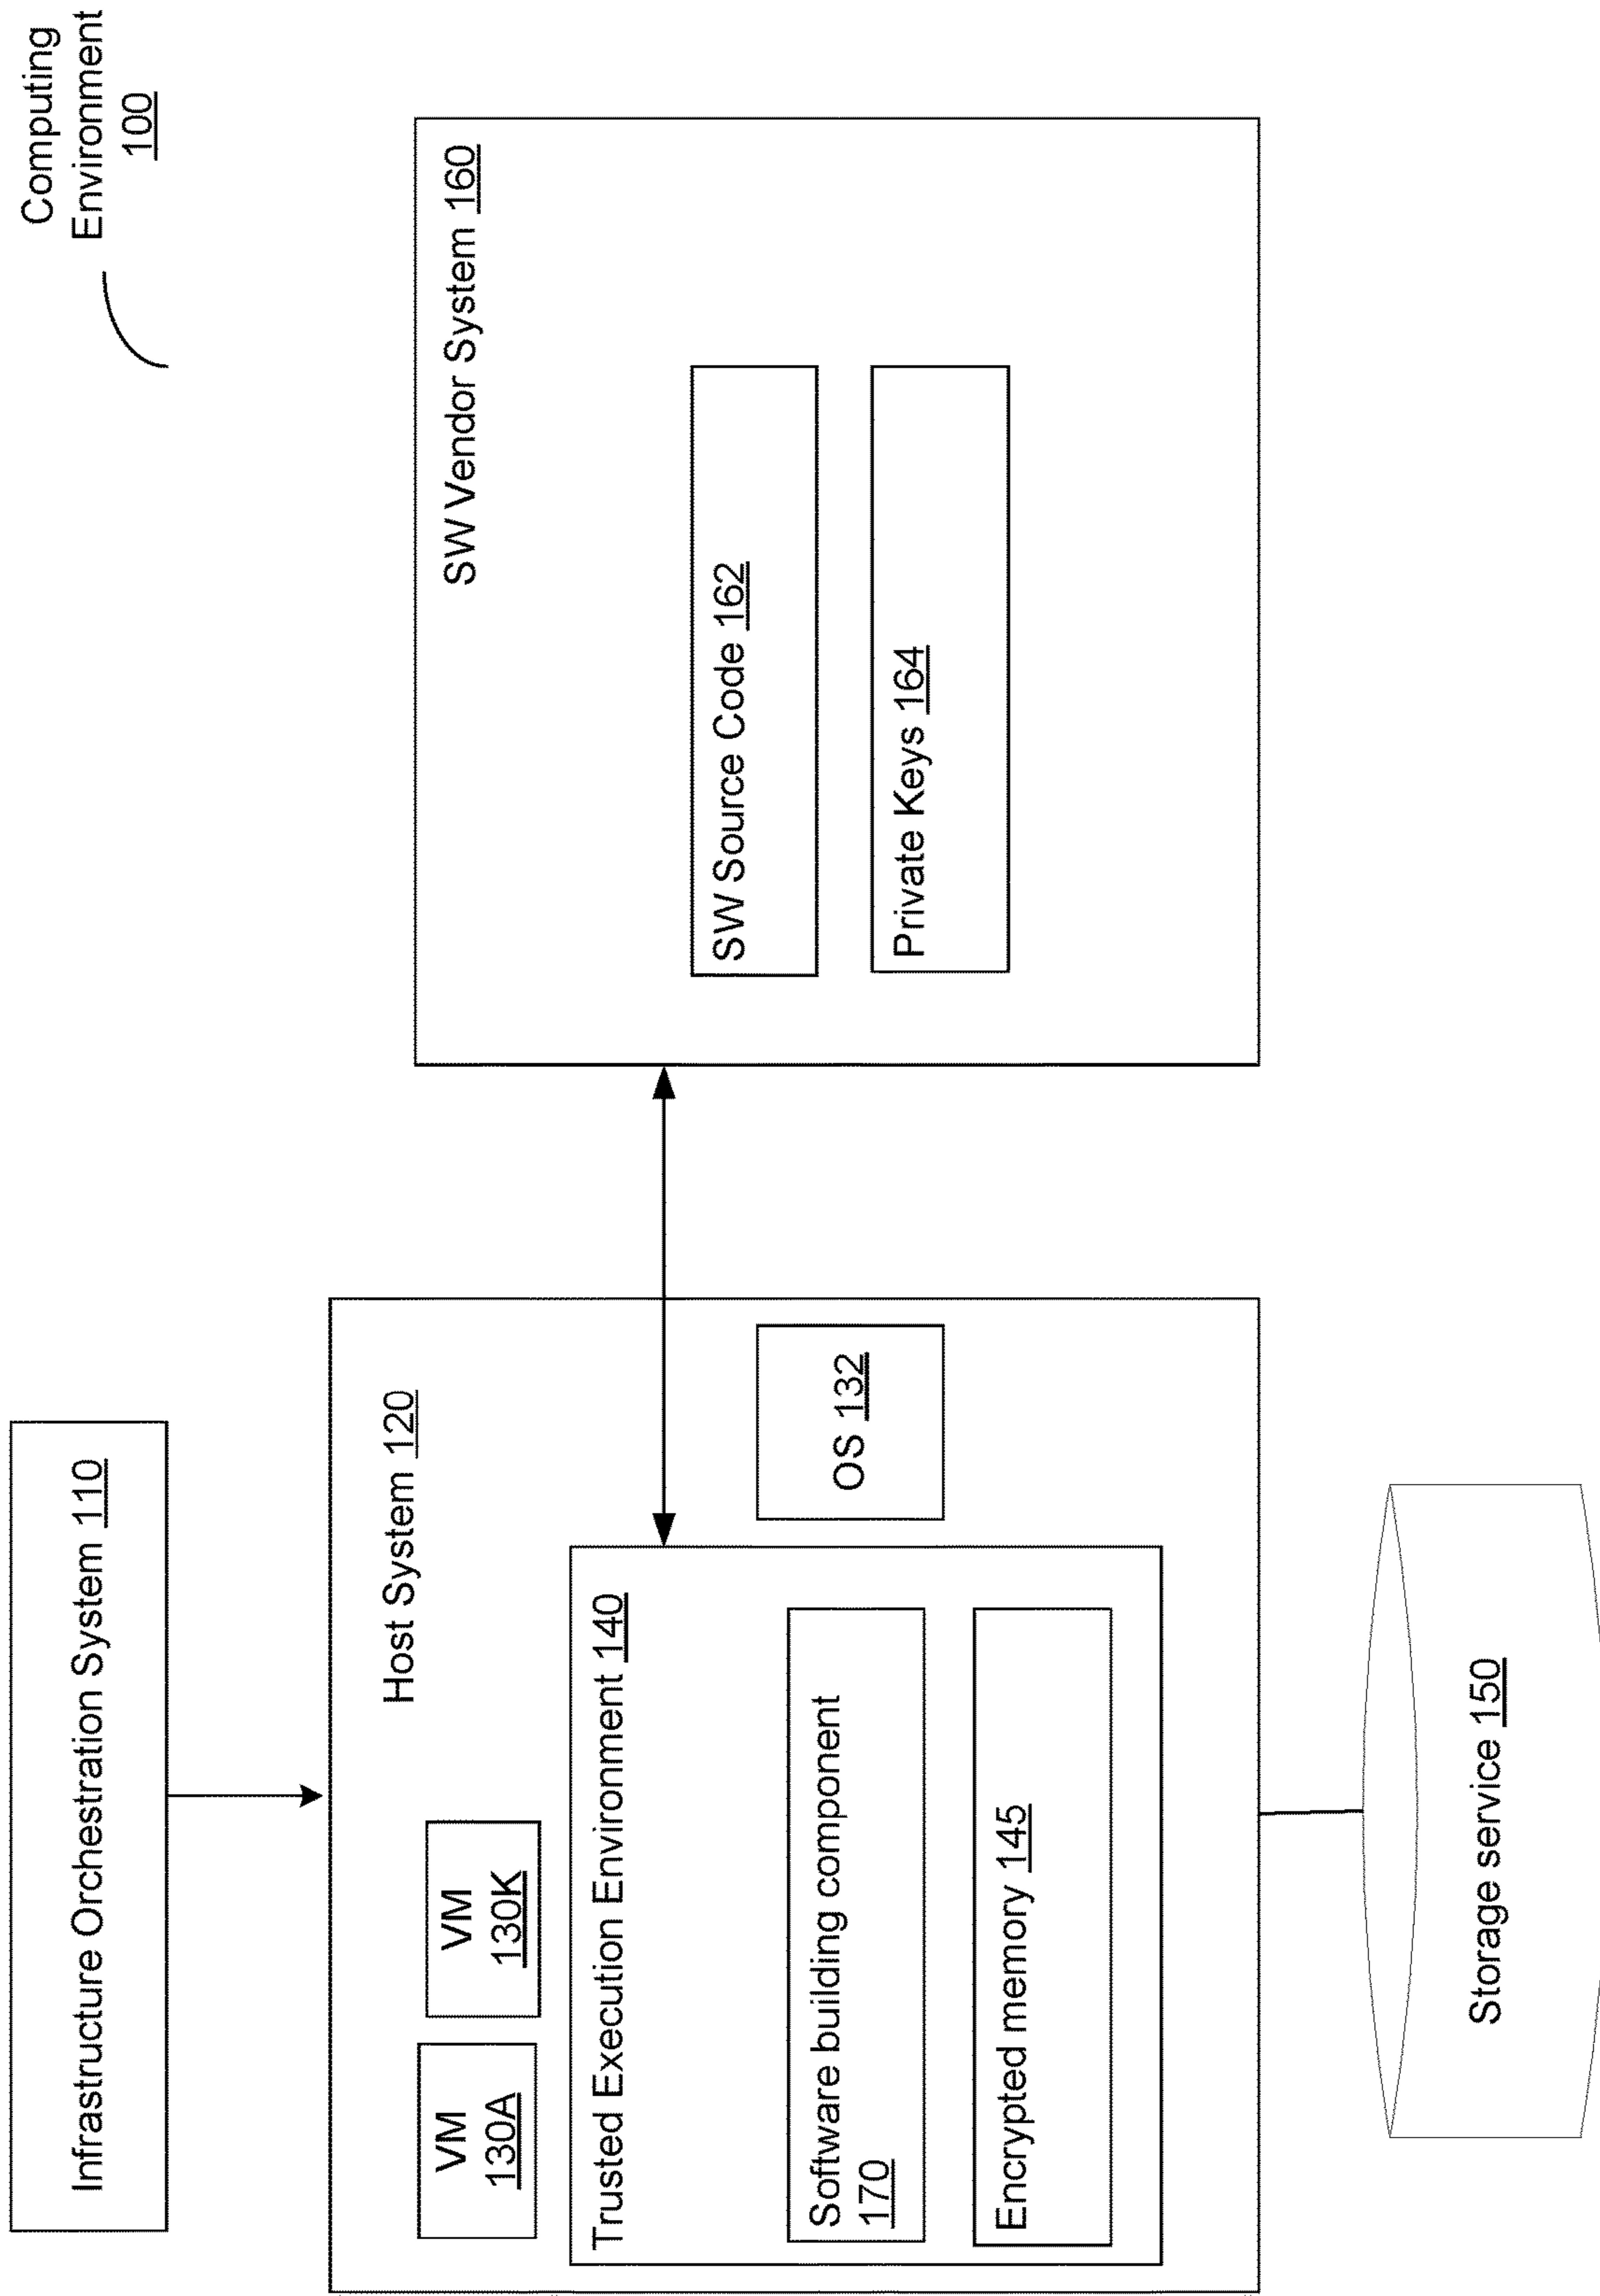 Computing
Environment
100
Infrastructure Orchestration System 110
Host System 120
VM
130A
VM
130K
Trusted Execution Environment 140
Software building component
170
Encrypted memory 145
OS 132
Storage service 150
SW Vendor System 160
SW Source Code 162
Private Keys 164